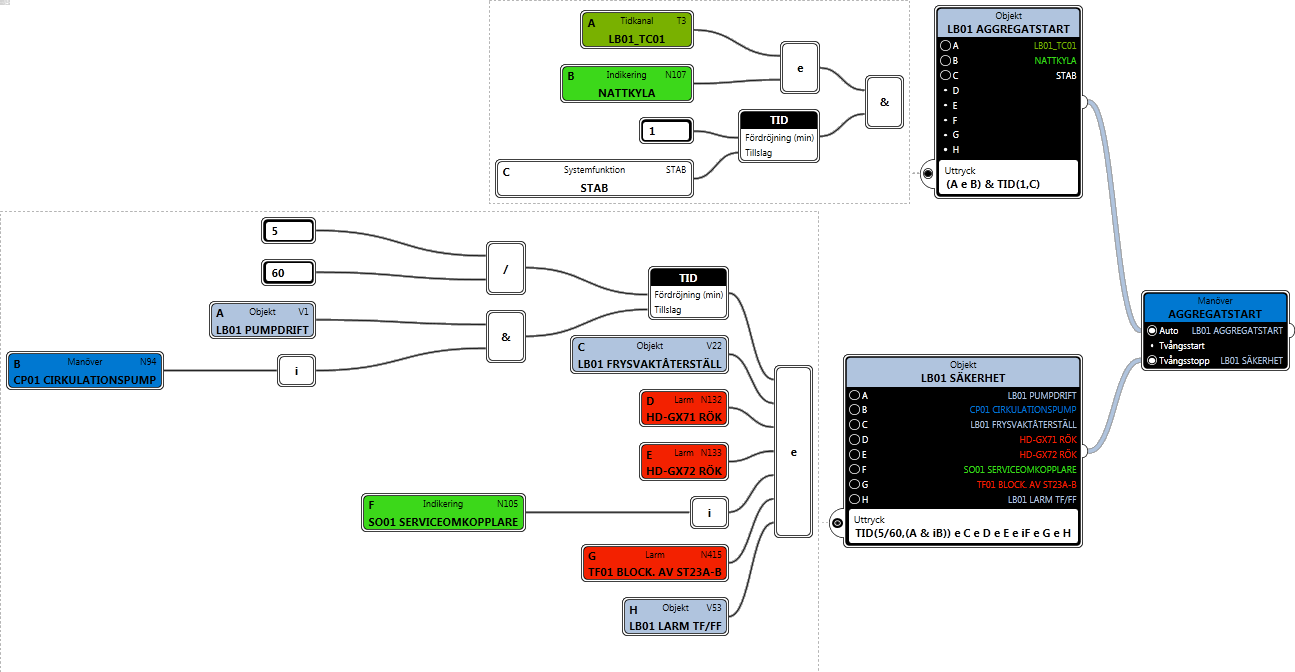 A Tidkanal T3
LB01_TC01
B Indikering N107
NATTKYLA
e
&
1
TID
Fördröjning (min)
Tillslag
C Systemfunktion STAB
STAB
Objekt
LB01 AGGREGATSTART
A LB01_TC01
B NATTKYLA
C STAB
D
E
F
G
H
Uttryck
(A e B) & TID(1,C)
5
60
/
A Objekt V1
LB01 PUMPDRIFT
&
B Manöver N94
CP01 CIRKULATIONSPUMP
i
TID
Fördröjning (min)
Tillslag
C Objekt V22
LB01 FRYSVAKTÅTERSTÄLL
D Larm N132
HD-GX71 RÖK
E Larm N133
HD-GX72 RÖK
F Indikering N105
SO01 SERVICEOMKOPPLARE
i
G Larm N415
TF01 BLOCK. AV ST23A-B
H Objekt V53
LB01 LARM TF/FF
e
Objekt
LB01 SÄKERHET
A LB01 PUMPDRIFT
B CP01 CIRKULATIONSPUMP
C LB01 FRYSVAKTÅTERSTÄLL
D HD-GX71 RÖK
E HD-GX72 RÖK
F SO01 SERVICEOMKOPPLARE
G TF01 BLOCK. AV ST23A-B
H LB01 LARM TF/FF
Uttryck
TID(5/60,(A & iB)) e C e D e E e iF e G e H
Manöver
AGGREGATSTART
Auto LB01 AGGREGATSTART
Tvångsstart
Tvångsstopp LB01 SÄKERHET